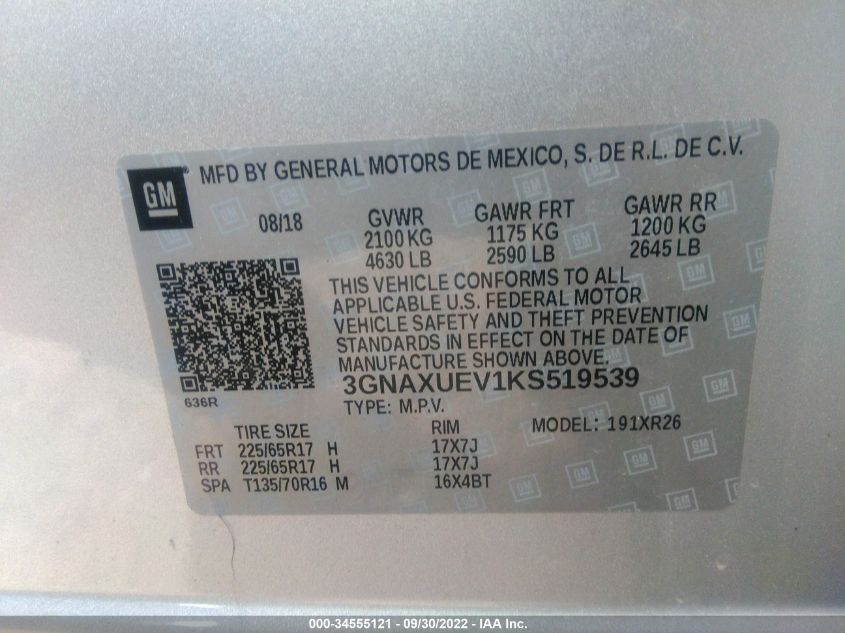 GM
MFD BY GENERAL MOTORS DE MEXICO, S. DE R.L. DE C.V.
08/18
GVWR GAWR FRT GAWR RR
2100 KG 1175 KG 1200 KG
4630 LB 2590 LB 2645 LB
THIS VEHICLE CONFORMS TO ALL
APPLICABLE U.S. FEDERAL MOTOR
VEHICLE SAFETY AND THEFT PREVENTION
STANDARDS IN EFFECT ON THE DATE OF
MANUFACTURE SHOWN ABOVE.
636R
3GNAXUEV1KS519539
TYPE: M.P.V. MODEL: 191XR26
TIRE SIZE RIM
FRT 225/65R17 H 17X7J
RR 225/65R17 H 17X7J
SPA T135/70R16 M 16X4BT
000-34555121 - 09/30/2022 - IAA Inc.